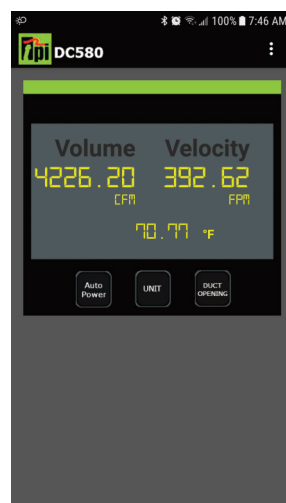 100% 7:46 AM
TPI DC580
Volume Velocity
4226.20 392.62
CFM FPM
70.77 °F
Auto Power UNIT DUCT OPENING